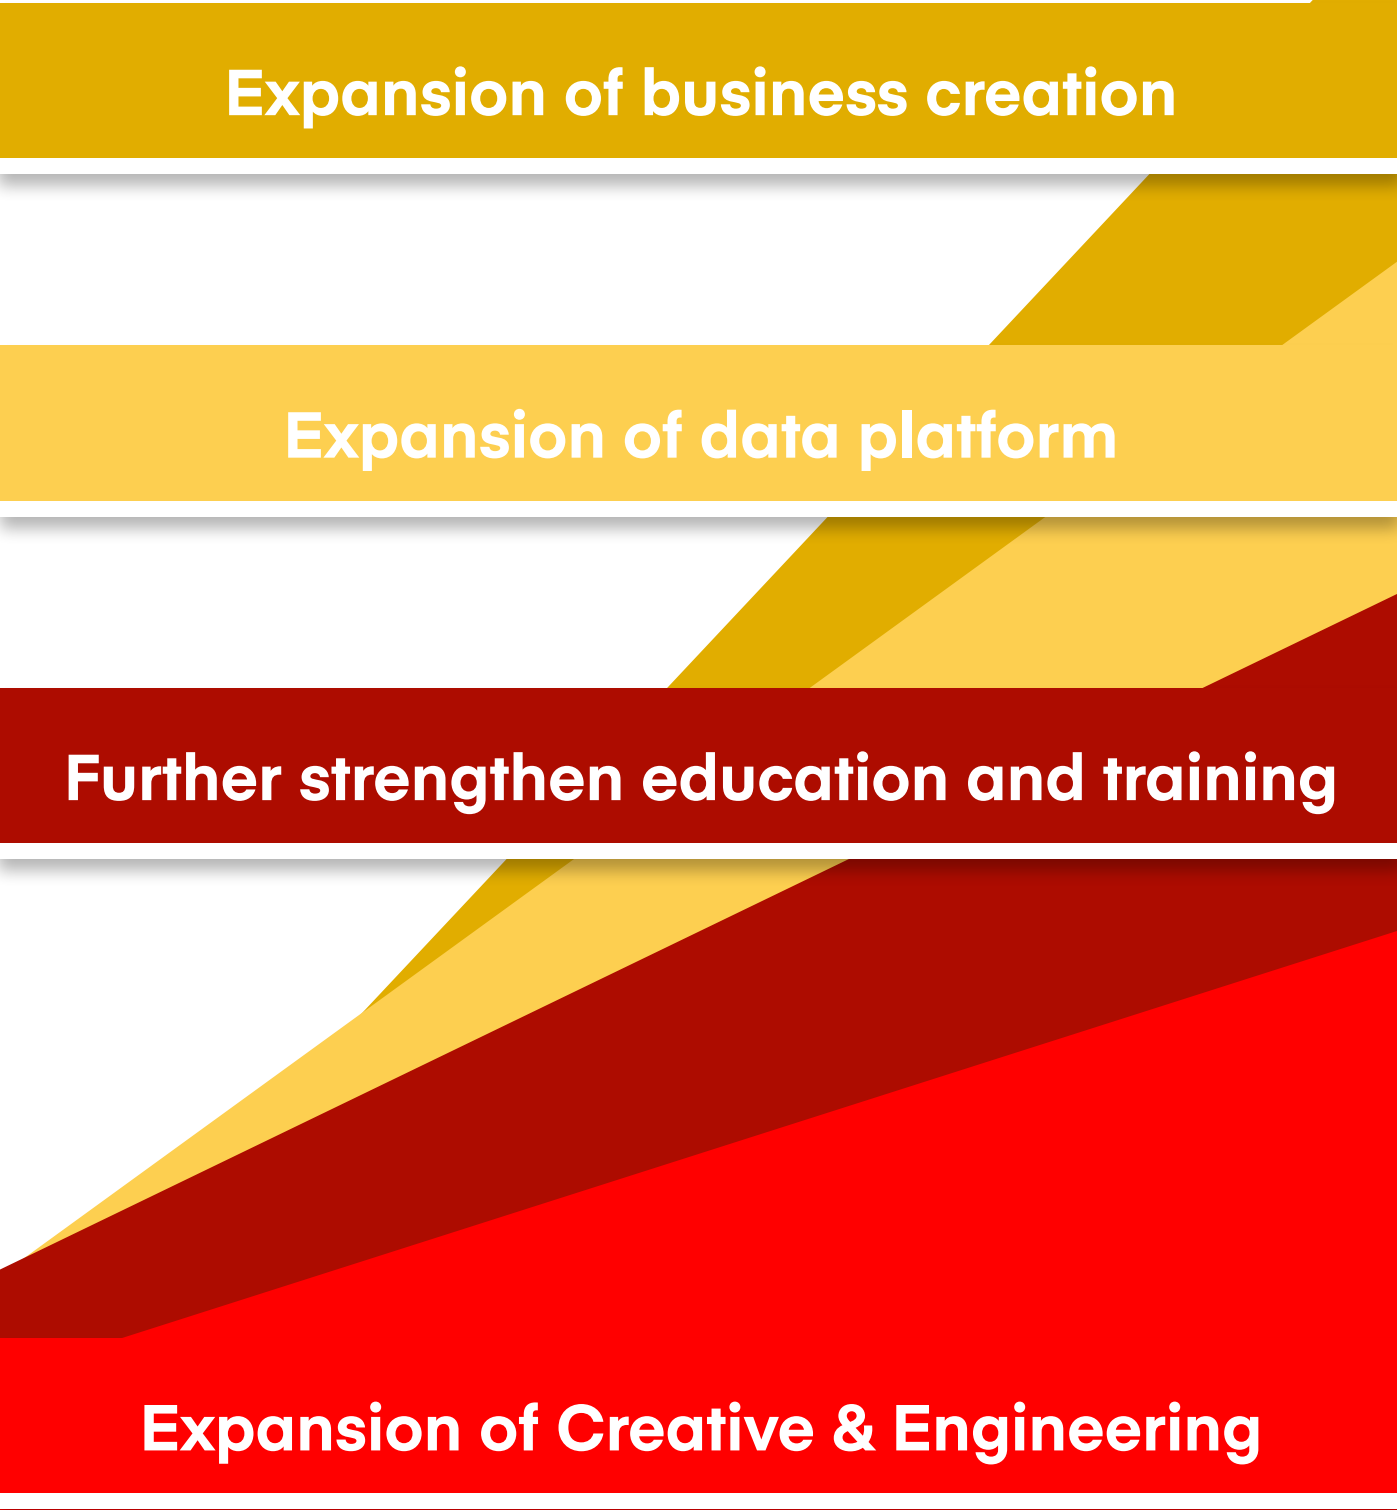 Expansion of business creation
Expansion of data platform
Further strengthen education and training
Expansion of Creative & Engineering